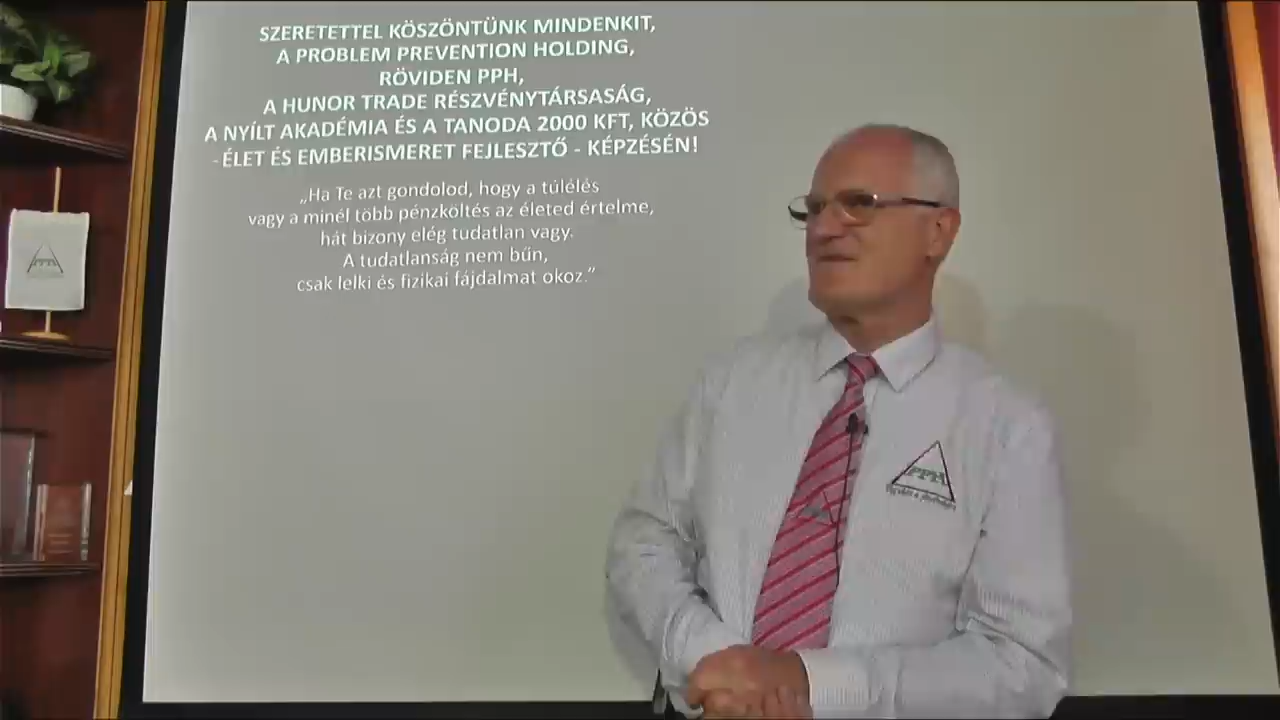 SZERETETTEL KÖSZÖNTÜNK MINDENKIT,
A PROBLEM PREVENTION HOLDING,
RÖVIDEN PPH,
A HUNOR TRADE RÉSZVÉNYTÁRSASÁG,
A NYÍLT AKADÉMIA ÉS A TANODA 2000 KFT, KÖZÖS
- ÉLET ÉS EMBERISMERET FEJLESZTŐ - KÉPZÉSÉN!
„Ha Te azt gondolod, hogy a túlélés
vagy a minél több pénzköltés az életed értelme,
hát bizony elég tudatlan vagy.
A tudatlanság nem bűn,
csak lelki és fizikai fájdalmat okoz.”
PPH
PPH